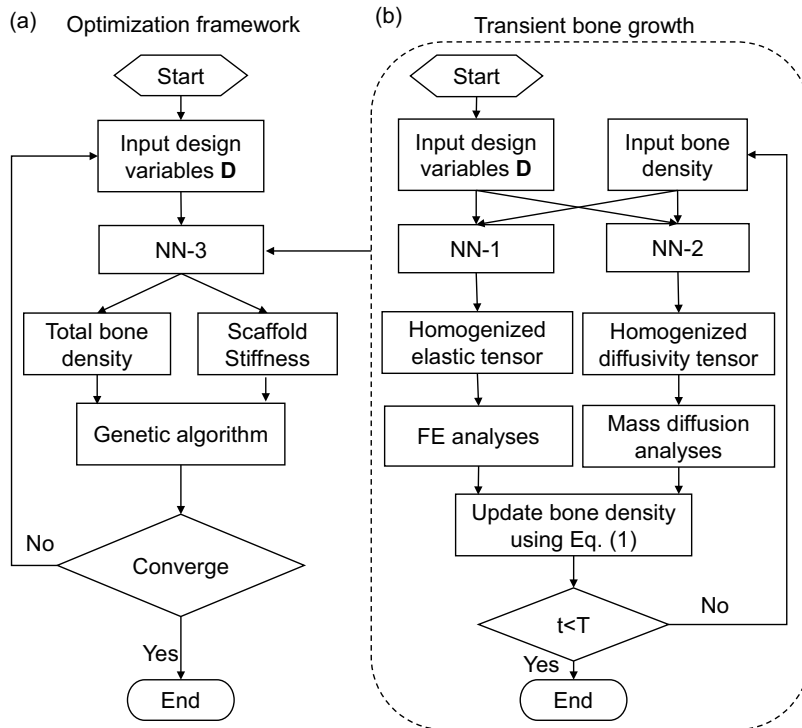 (a)
Optimization framework
Start
Input design
variables D
NN-3
Total bone
density
Scaffold
Stiffness
Genetic algorithm
Converge
No
Yes
End
(b)
Transient bone growth
Start
Input design
variables D
Input bone
density
NN-1
NN-2
Homogenized
elastic tensor
Homogenized
diffusivity tensor
FE analyses
Mass diffusion
analyses
Update bone density
using Eq. (1)
t<T
No
Yes
End